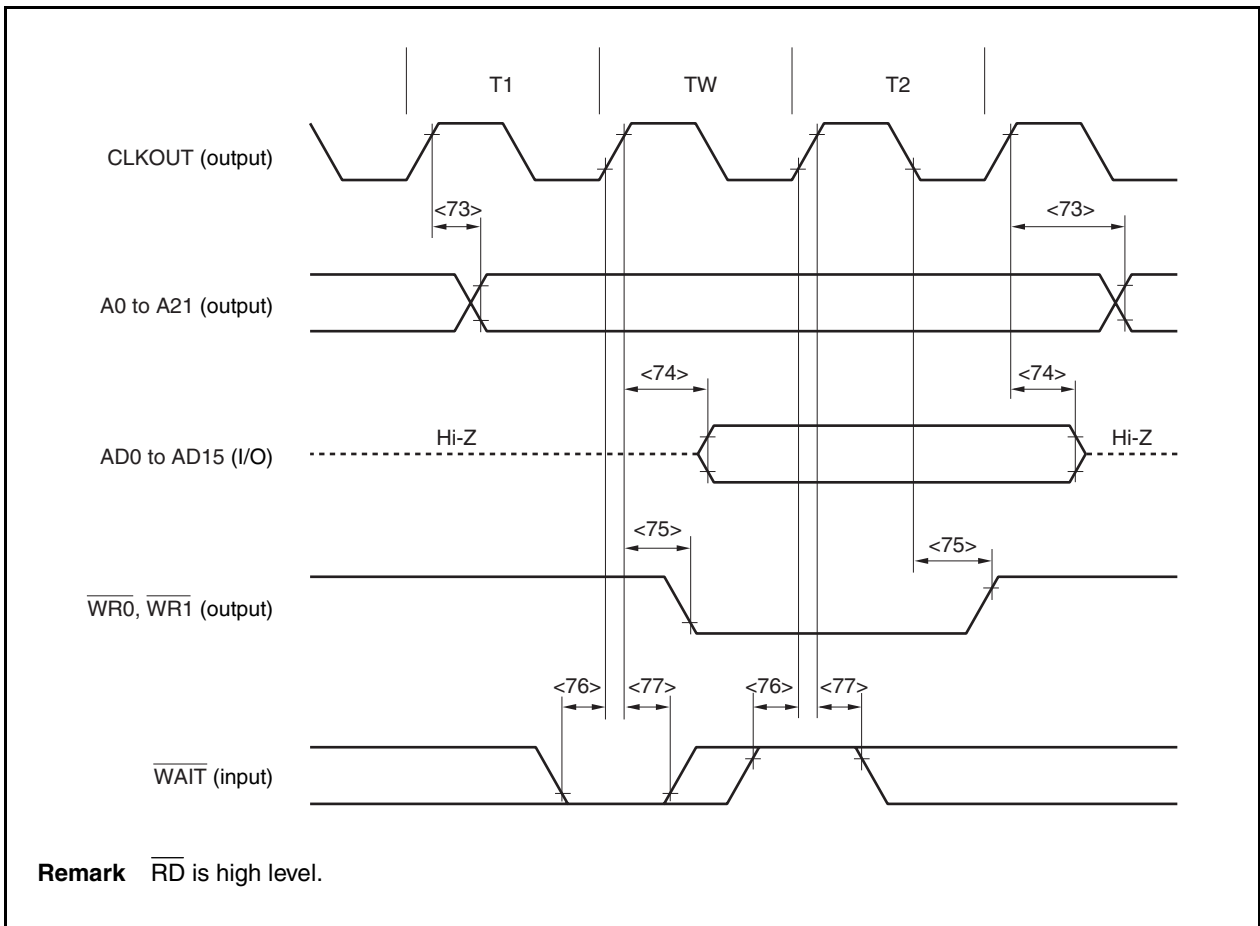 T1 TW T2
CLKOUT (output)
<73> <73>
A0 to A21 (output)
<74> <74>
Hi-Z Hi-Z
AD0 to AD15 (I/O)
<75>
<75>
WR0, WR1 (output)
<76> <77> <76> <77>
WAIT (input)
Remark RD is high level.